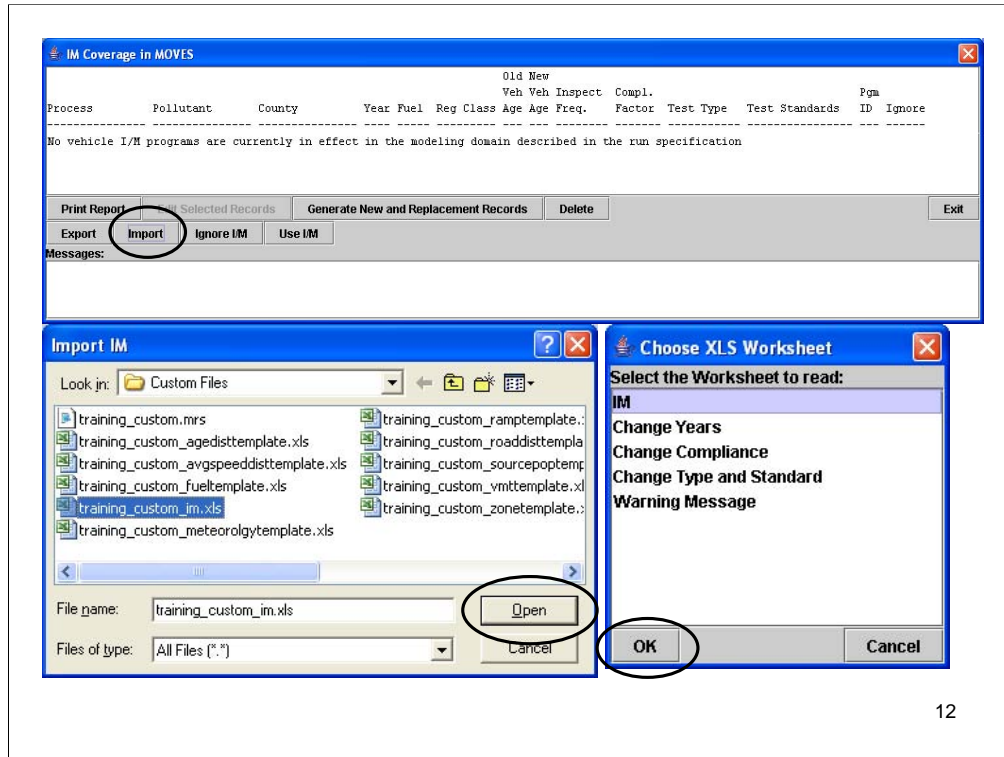 IM Coverage in MOVES
Old New
Veh Veh Inspect Compl. Pgm
Process Pollutant County Year Fuel Reg Class Age Age Freq. Factor Test Type Test Standards ID Ignore
No vehicle I/M programs are currently in effect in the modeling domain described in the run specification
Print Report Edit Selected Records Generate New and Replacement Records Delete Exit
Export Import Ignore I/M Use I/M
Messages:
Import IM
Look in: Custom Files
training_custom.mrs
training_custom_agedisttemplate.xls
training_custom_avgspeeddisttemplate.xls
training_custom_fueltemplate.xls
training_custom_im.xls
training_custom_meteorolgytemplate.xls
training_custom_ramptemplate.
training_custom_roaddisttempla
training_custom_sourcepoptemp
training_custom_vmttemplate.xl
training_custom_zonetemplate.
File name: training_custom_im.xls Open
Files of type: All Files (*.*) Cancel
Choose XLS Worksheet
Select the Worksheet to read:
IM
Change Years
Change Compliance
Change Type and Standard
Warning Message
OK Cancel
12